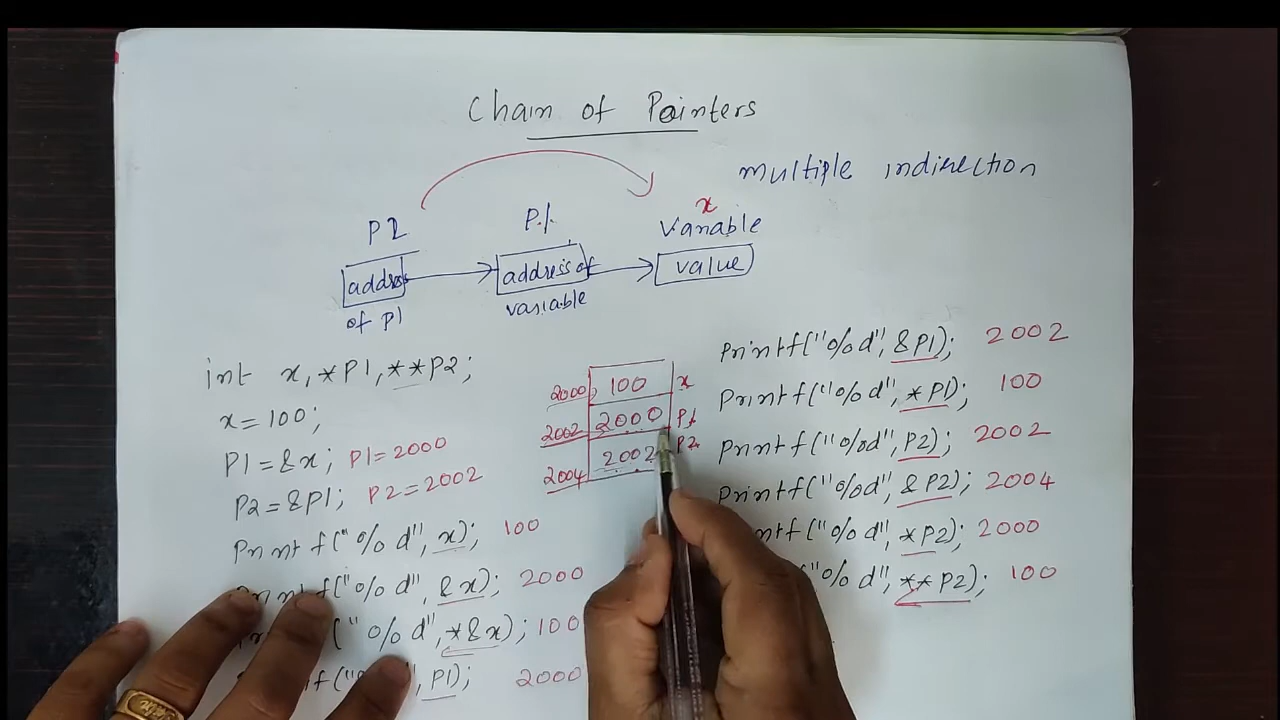 Chain of Pointers
multiple indirection
x
P2 P1 Variable
address address of value
of P1 variable
int x, *P1, **P2;
x = 100;
P1 = &x; P1 = 2000
P2 = &P1; P2 = 2002
Printf("%d", x); 100
Printf("%d", &x); 2000
("%d", *&x); 100
f(" , P1); 2000
2000 100 x
2002 2000 P1
2004 2002 P2
Printf("%d", &P1); 2002
Printf("%d", *P1); 100
Printf("%d", P2); 2002
Printf("%d", &P2); 2004
ntf("%d", *P2); 2000
("%d", **P2); 100